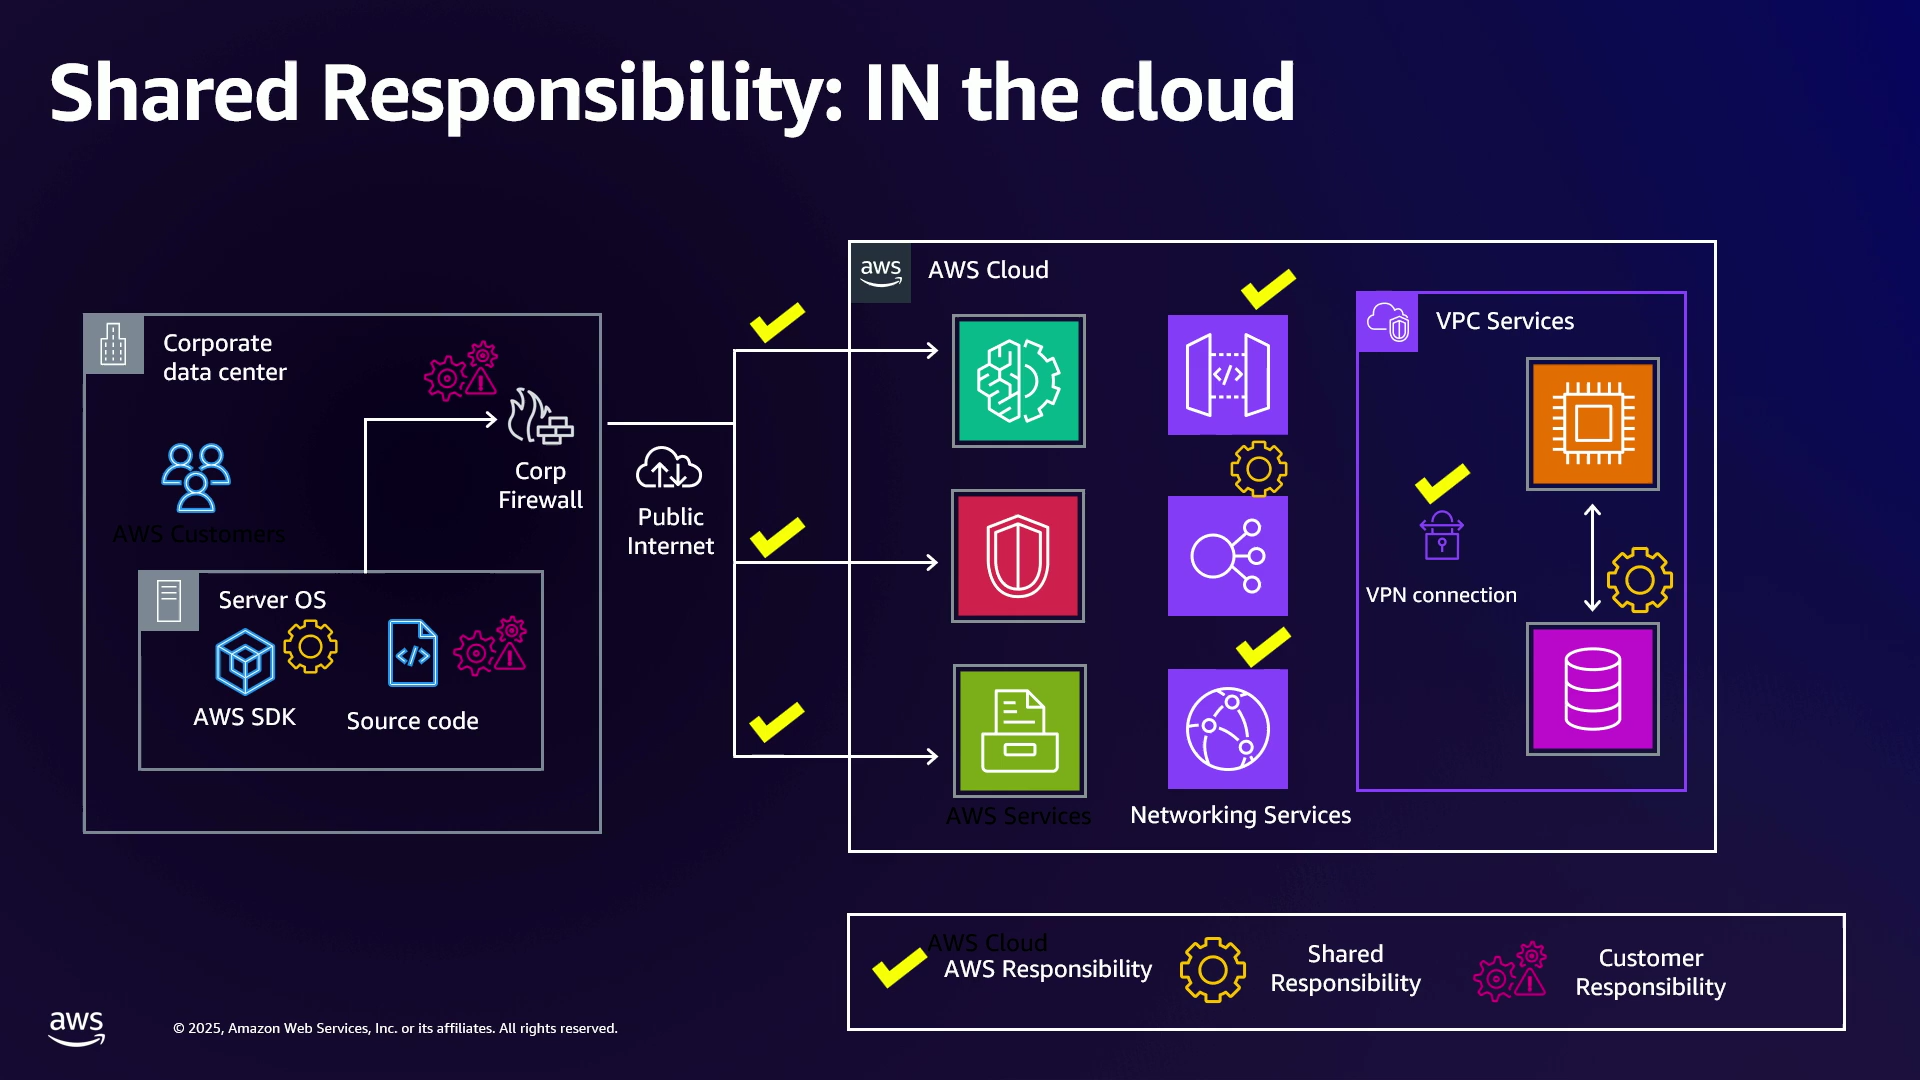 Shared Responsibility: IN the cloud
Corporate
data center
AWS Customers
Server OS
AWS SDK
</>
Source code
Corp
Firewall
Public
Internet
aws
AWS Cloud
</>
AWS Services
Networking Services
VPC Services
VPN connection
AWS Cloud
AWS Responsibility
Shared
Responsibility
Customer
Responsibility
aws
© 2025, Amazon Web Services, Inc. or its affiliates. All rights reserved.